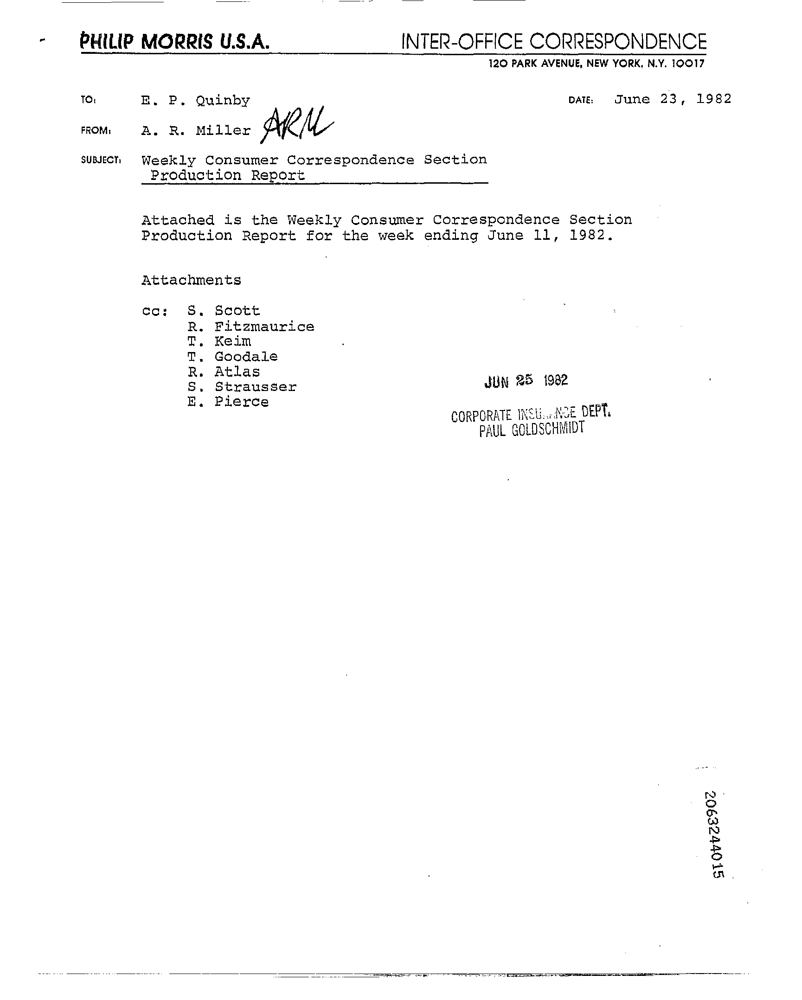 PHILIP MORRIS U.S.A. INTER-OFFICE CORRESPONDENCE
120 PARK AVENUE, NEW YORK, N.Y. 10017
TO: E. P. Quinby DATE: June 23, 1982
FROM: A. R. Miller ARM
SUBJECT: Weekly Consumer Correspondence Section
Production Report
Attached is the Weekly Consumer Correspondence Section
Production Report for the week ending June 11, 1982.
Attachments
cc: S. Scott
R. Fitzmaurice
T. Keim
T. Goodale
R. Atlas
S. Strausser
E. Pierce
JUN 25 1982
CORPORATE INSURANCE DEPT.
PAUL GOLDSCHMIDT
2063244015